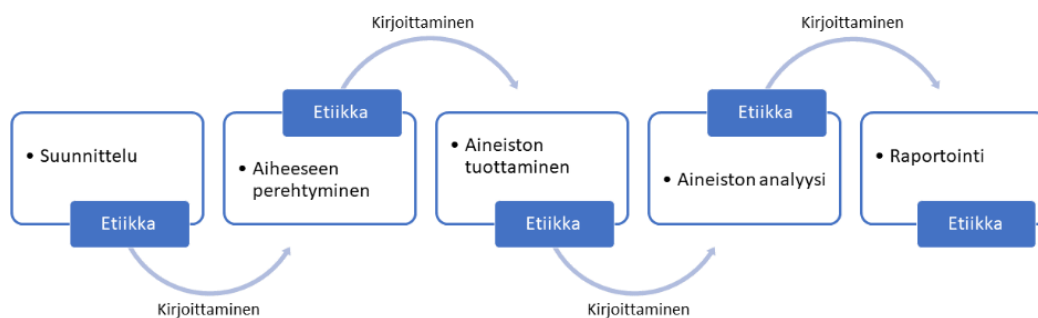 Kirjoittaminen
Kirjoittaminen
Etiikka
Etiikka
• Suunnittelu
• Aiheeseen
perehtyminen
• Aineiston
tuottaminen
• Aineiston analyysi
• Raportointi
Etiikka
Etiikka
Etiikka
Kirjoittaminen
Kirjoittaminen